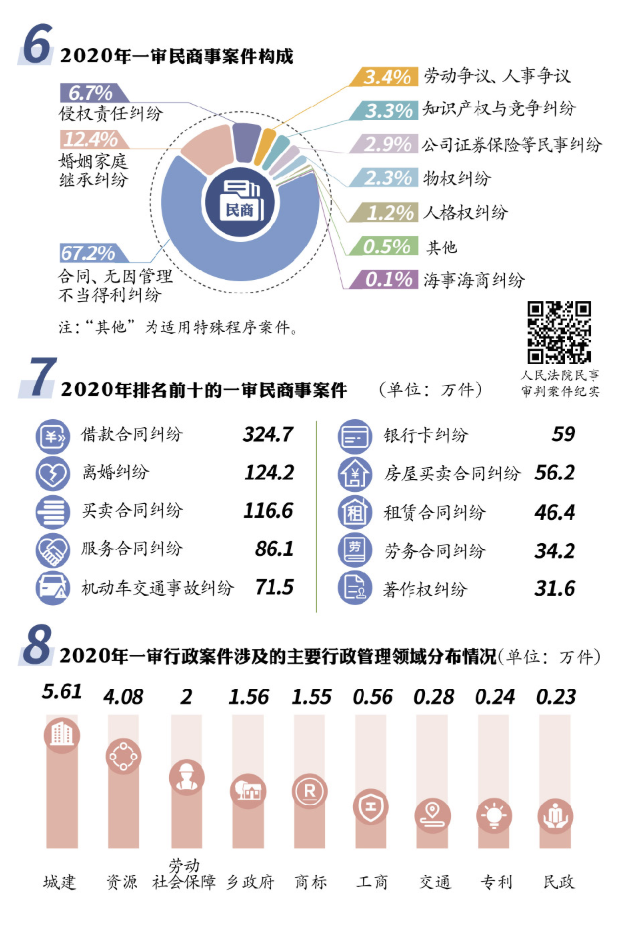 6 2020年一审民商事案件构成
6.7%
侵权责任纠纷
12.4%
婚姻家庭
继承纠纷
67.2%
合同、无因管理
不当得利纠纷
民商
3.4% 劳动争议、人事争议
3.3% 知识产权与竞争纠纷
2.9% 公司证券保险等民事纠纷
2.3% 物权纠纷
1.2% 人格权纠纷
0.5% 其他
0.1% 海事海商纠纷
注：“其他”为适用特殊程序案件。
人民法院民事
审判案件纪实
7 2020年排名前十的一审民商事案件 （单位：万件）
借款合同纠纷 324.7
离婚纠纷 124.2
买卖合同纠纷 116.6
服务合同纠纷 86.1
机动车交通事故纠纷 71.5
银行卡纠纷 59
房屋买卖合同纠纷 56.2
租 租赁合同纠纷 46.4
劳 劳务合同纠纷 34.2
著作权纠纷 31.6
8 2020年一审行政案件涉及的主要行政管理领域分布情况（单位：万件）
5.61 4.08 2 1.56 1.55 0.56 0.28 0.24 0.23
R
城建 资源 劳动
社会保障 乡政府 商标 工商 交通 专利 民政